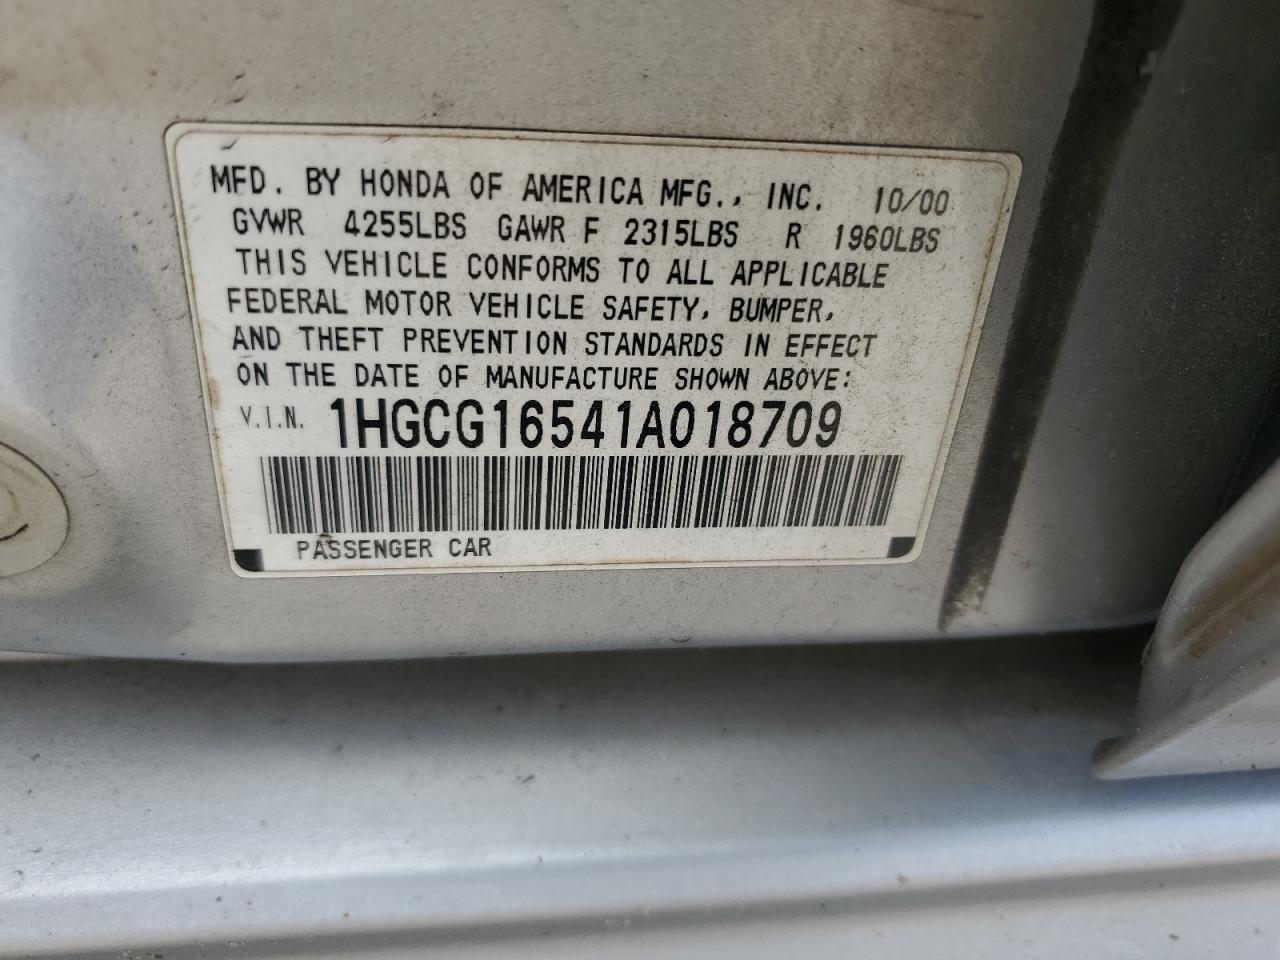 MFD. BY HONDA OF AMERICA MFG., INC. 10/00
GVWR 4255LBS GAWR F 2315LBS R 1960LBS
THIS VEHICLE CONFORMS TO ALL APPLICABLE
FEDERAL MOTOR VEHICLE SAFETY, BUMPER,
AND THEFT PREVENTION STANDARDS IN EFFECT
ON THE DATE OF MANUFACTURE SHOWN ABOVE:
V.I.N. 1HGCG16541A018709
PASSENGER CAR